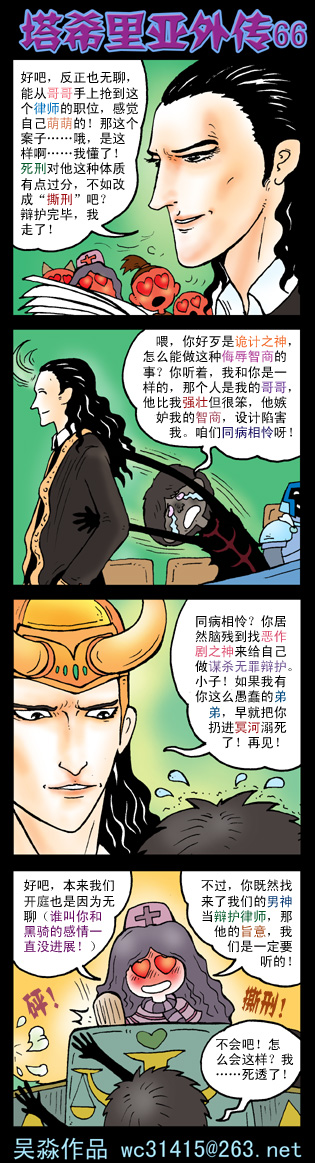 塔希里亚外传66
好吧，反正也无聊，
能从哥哥手上抢到这
个律师的职位，感觉
自己萌萌的！那这个
案子……哦，是这
样啊……我懂了！
死刑对他这种体质
有点过分，不如改
成“撕刑”吧？
辩护完毕，我
走了！
喂，你好歹是诡计之神，
怎么能做这种侮辱智商的
事？你听着，我和你是一
样的，那个人是我的哥哥，
他比我强壮但很笨，他嫉
妒我的智商，设计陷害
我。咱们同病相怜呀！
同病相怜？你居
然脑残到找恶作
剧之神来给自己
做谋杀无罪辩护。
小子！如果我有
你这么愚蠢的弟
弟，早就把你
扔进冥河溺死
了！再见！
好吧，本来我们
开庭也是因为无
聊（谁叫你和
黑骑的感情一
直没进展！）
不过，你既然找
来了我们的男神
当辩护律师，那
他的旨意，我
们是一定要
听的！
砰！
撕刑！
不会吧！怎
么会这样？我
……死透了！
吴淼作品 wc31415@263.net